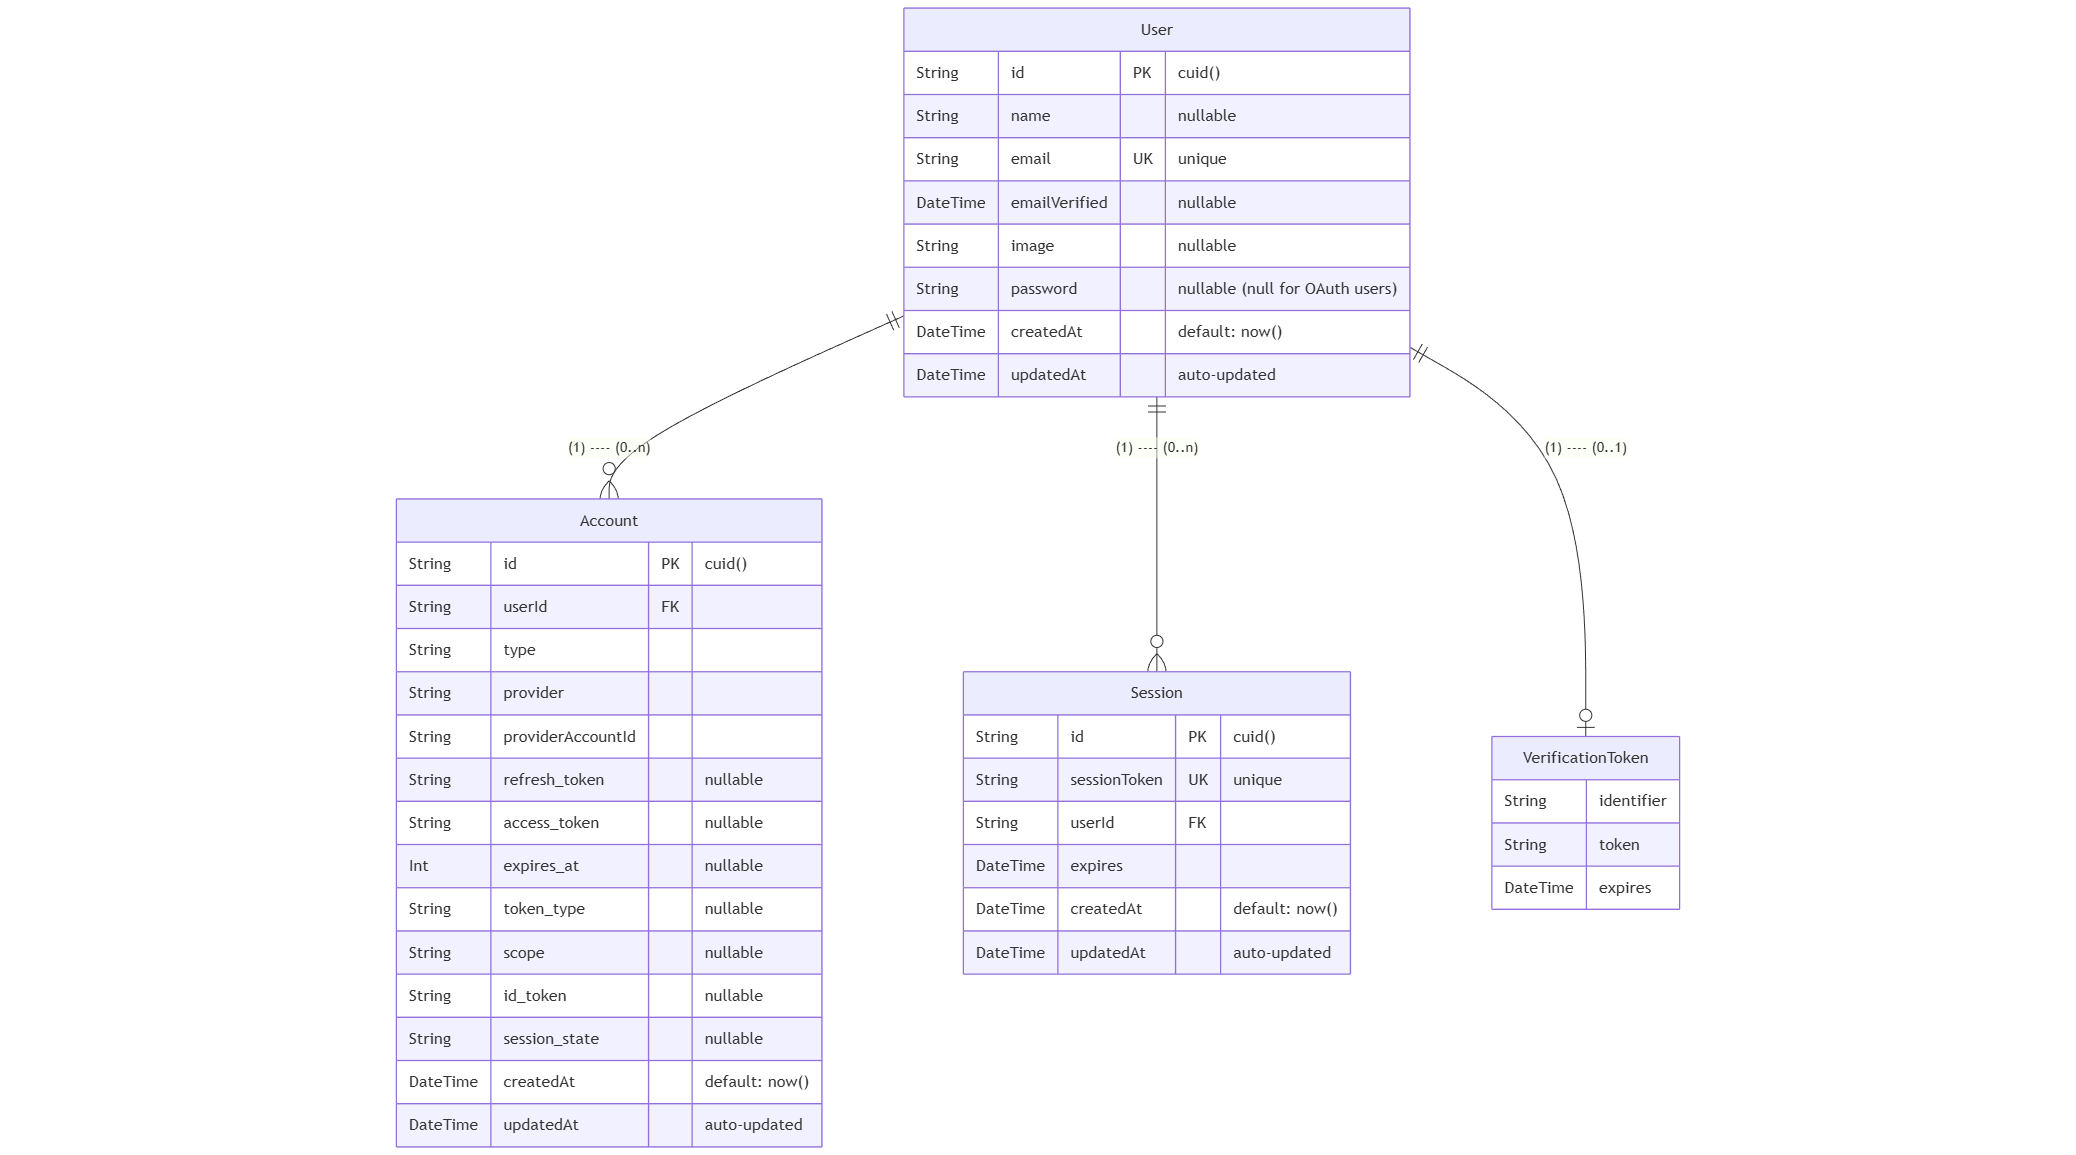 User
String id PK cuid()
String name nullable
String email UK unique
DateTime emailVerified nullable
String image nullable
String password nullable (null for OAuth users)
DateTime createdAt default: now()
DateTime updatedAt auto-updated
(1) ---- (0..n)
(1) ---- (0..n)
(1) ---- (0..1)
Account
String id PK cuid()
String userId FK
String type
String provider
String providerAccountId
String refresh_token nullable
String access_token nullable
Int expires_at nullable
String token_type nullable
String scope nullable
String id_token nullable
String session_state nullable
DateTime createdAt default: now()
DateTime updatedAt auto-updated
Session
String id PK cuid()
String sessionToken UK unique
String userId FK
DateTime expires
DateTime createdAt default: now()
DateTime updatedAt auto-updated
VerificationToken
String identifier
String token
DateTime expires